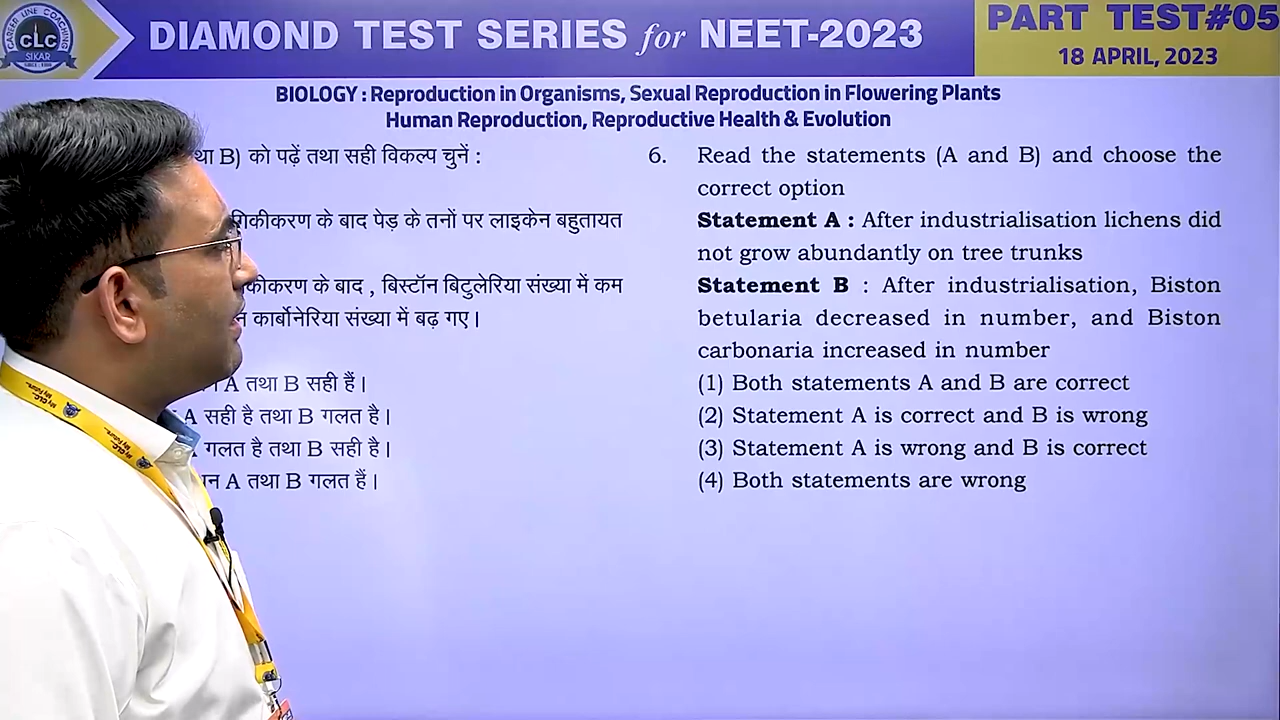 CAREER LINE COACHING
CLC
SIKAR
DIAMOND TEST SERIES for NEET-2023
PART TEST#05
18 APRIL, 2023
BIOLOGY : Reproduction in Organisms, Sexual Reproduction in Flowering Plants
Human Reproduction, Reproductive Health & Evolution
B) को पढ़ें तथा सही विकल्प चुनें :
के बाद पेड़ के तनों पर लाइकेन बहुतायत
के बाद , बिस्टॉन बिटुलेरिया संख्या में कम
कार्बोनेरिया संख्या में बढ़ गए।
A तथा B सही हैं।
A सही है तथा B गलत है।
गलत है तथा B सही है।
A तथा B गलत हैं।
6. Read the statements (A and B) and choose the
correct option
Statement A : After industrialisation lichens did
not grow abundantly on tree trunks
Statement B : After industrialisation, Biston
betularia decreased in number, and Biston
carbonaria increased in number
(1) Both statements A and B are correct
(2) Statement A is correct and B is wrong
(3) Statement A is wrong and B is correct
(4) Both statements are wrong